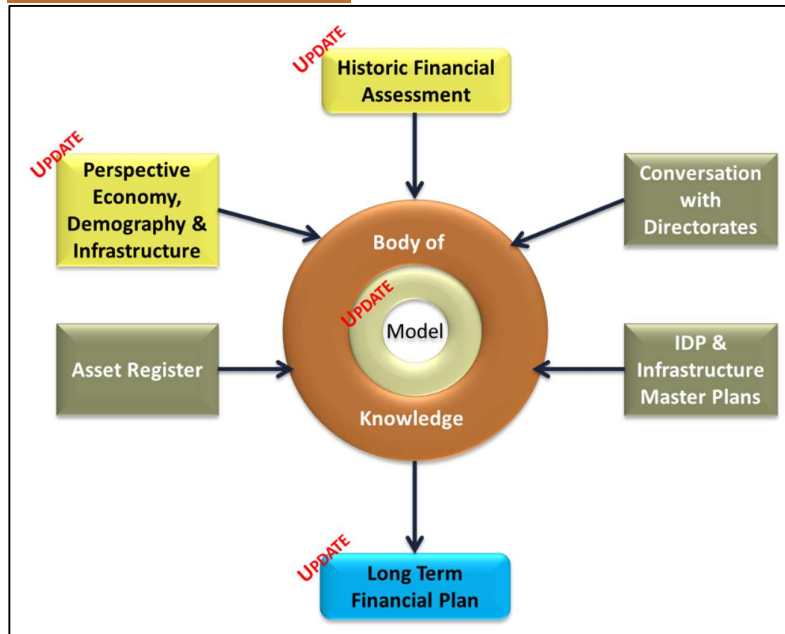 UPDATE
Historic Financial
Assessment
UPDATE
Perspective
Economy,
Demography &
Infrastructure
Conversation
with
Directorates
Body of
UPDATE
Model
Knowledge
Asset Register
IDP &
Infrastructure
Master Plans
UPDATE
Long Term
Financial Plan